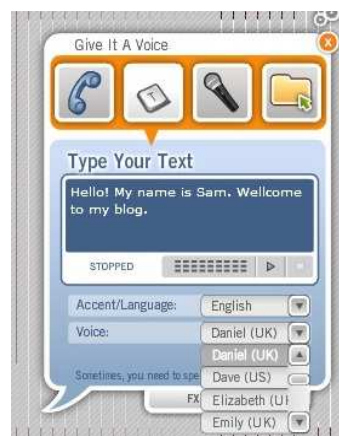 Give It A Voice
x
T
Type Your Text
Hello! My name is Sam. Wellcome
to my blog.
STOPPED
Accent/Language: English
Voice: Daniel (UK)
Daniel (UK)
Dave (US)
Sometimes, you need to spe
FX
Elizabeth (U
Emily (UK)